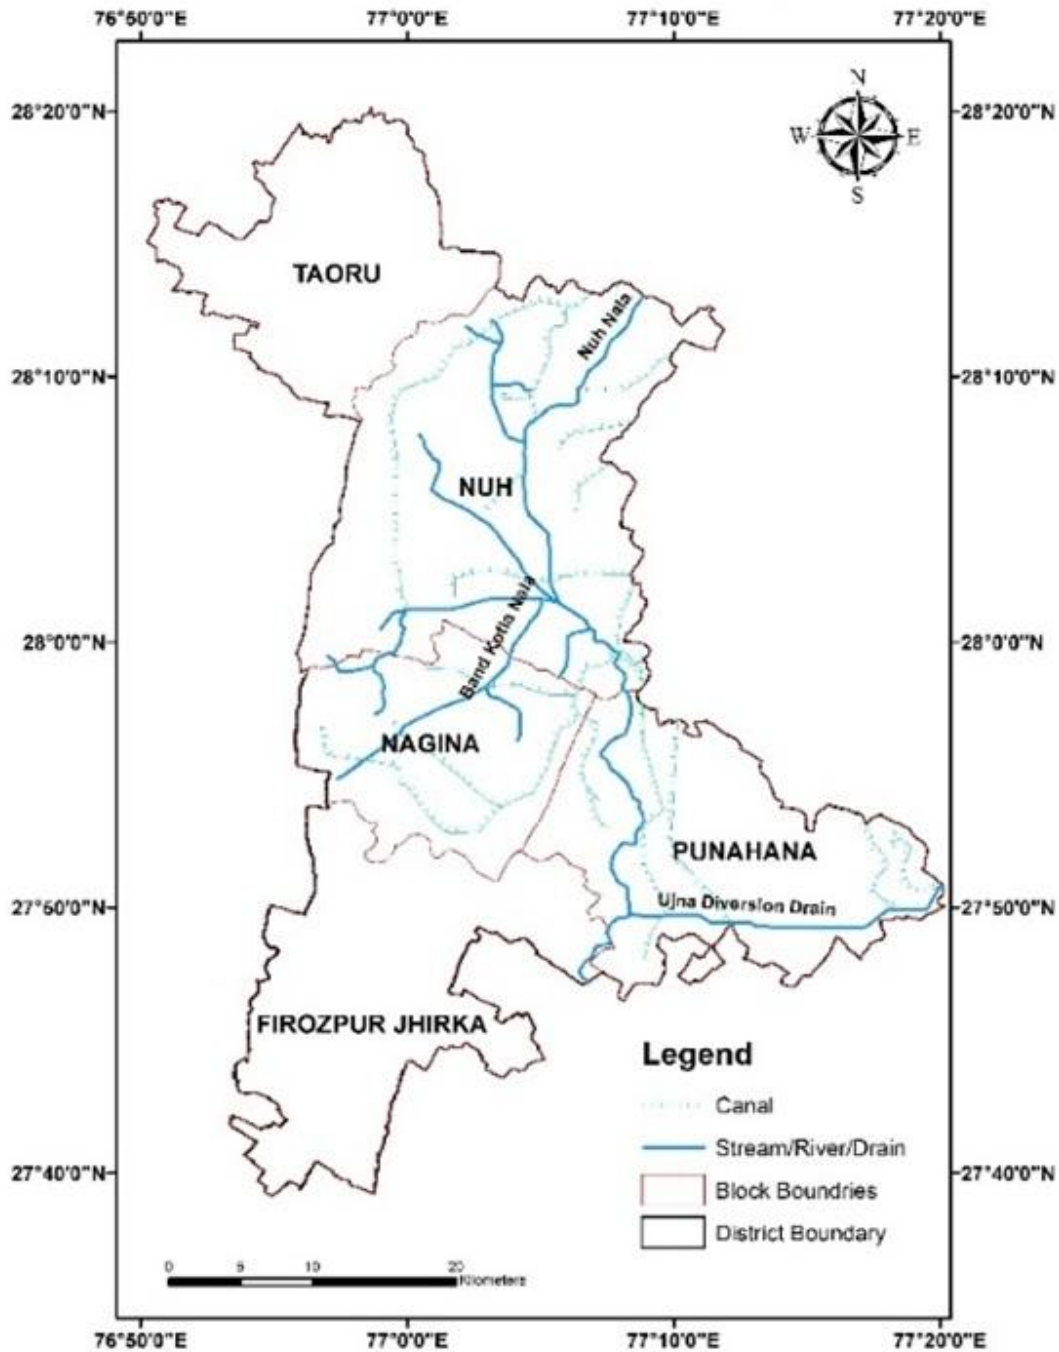 76°50'0"E 77°0'0"E 77°10'0"E 77°20'0"E
N
28°20'0"N 28°20'0"N
W E
S
TAORU
Nuh Nala
28°10'0"N 28°10'0"N
NUH
Band Kotla Nala
28°0'0"N 28°0'0"N
NAGINA
PUNAHANA
Ujna Diversion Drain
27°50'0"N 27°50'0"N
FIROZPUR JHIRKA
Legend
Canal
Stream/River/Drain
27°40'0"N 27°40'0"N
Block Boundries
District Boundary
0 5 10 20
Kilometers
76°50'0"E 77°0'0"E 77°10'0"E 77°20'0"E